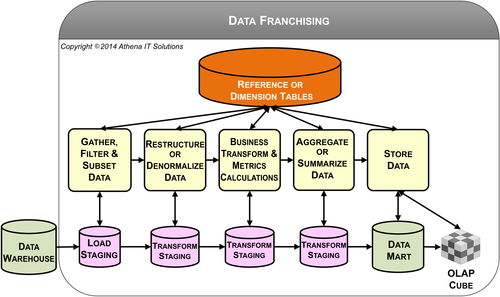 DATA FRANCHISING
Copyright ©2014 Athena IT Solutions
REFERENCE OR
DIMENSION TABLES
GATHER,
FILTER &
SUBSET
DATA
RESTRUCTURE
OR
DENORMALIZE
DATA
BUSINESS
TRANSFORM &
METRICS
CALCULATIONS
AGGREGATE
OR
SUMMARIZE
DATA
STORE
DATA
DATA
WAREHOUSE
LOAD
STAGING
TRANSFORM
STAGING
TRANSFORM
STAGING
TRANSFORM
STAGING
DATA
MART
OLAP
CUBE